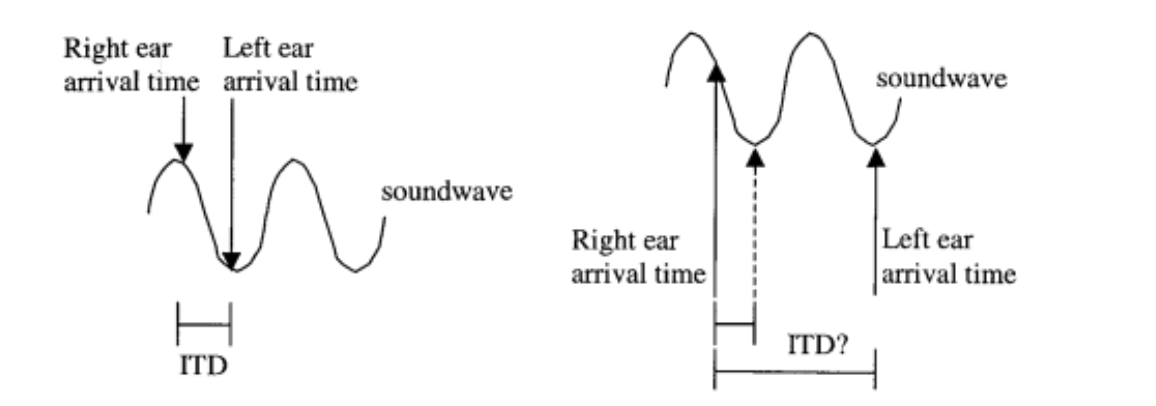 Right ear
arrival time
Left ear
arrival time
soundwave
ITD
soundwave
Right ear
arrival time
Left ear
arrival time
ITD?